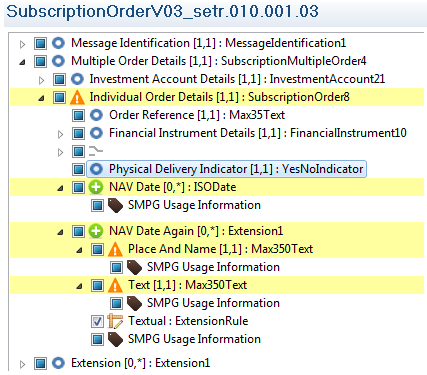 SubscriptionOrderV03_setr.010.001.03
Message Identification [1,1] : MessageIdentification1
Multiple Order Details [1,1] : SubscriptionMultipleOrder4
Investment Account Details [1,1] : InvestmentAccount21
Individual Order Details [1,1] : SubscriptionOrder8
Order Reference [1,1] : Max35Text
Financial Instrument Details [1,1] : FinancialInstrument10
Physical Delivery Indicator [1,1] : YesNoIndicator
NAV Date [0,*] : ISODate
SMPG Usage Information
NAV Date Again [0,*] : Extension1
Place And Name [1,1] : Max350Text
SMPG Usage Information
Text [1,1] : Max350Text
SMPG Usage Information
Textual : ExtensionRule
SMPG Usage Information
Extension [0,*] : Extension1